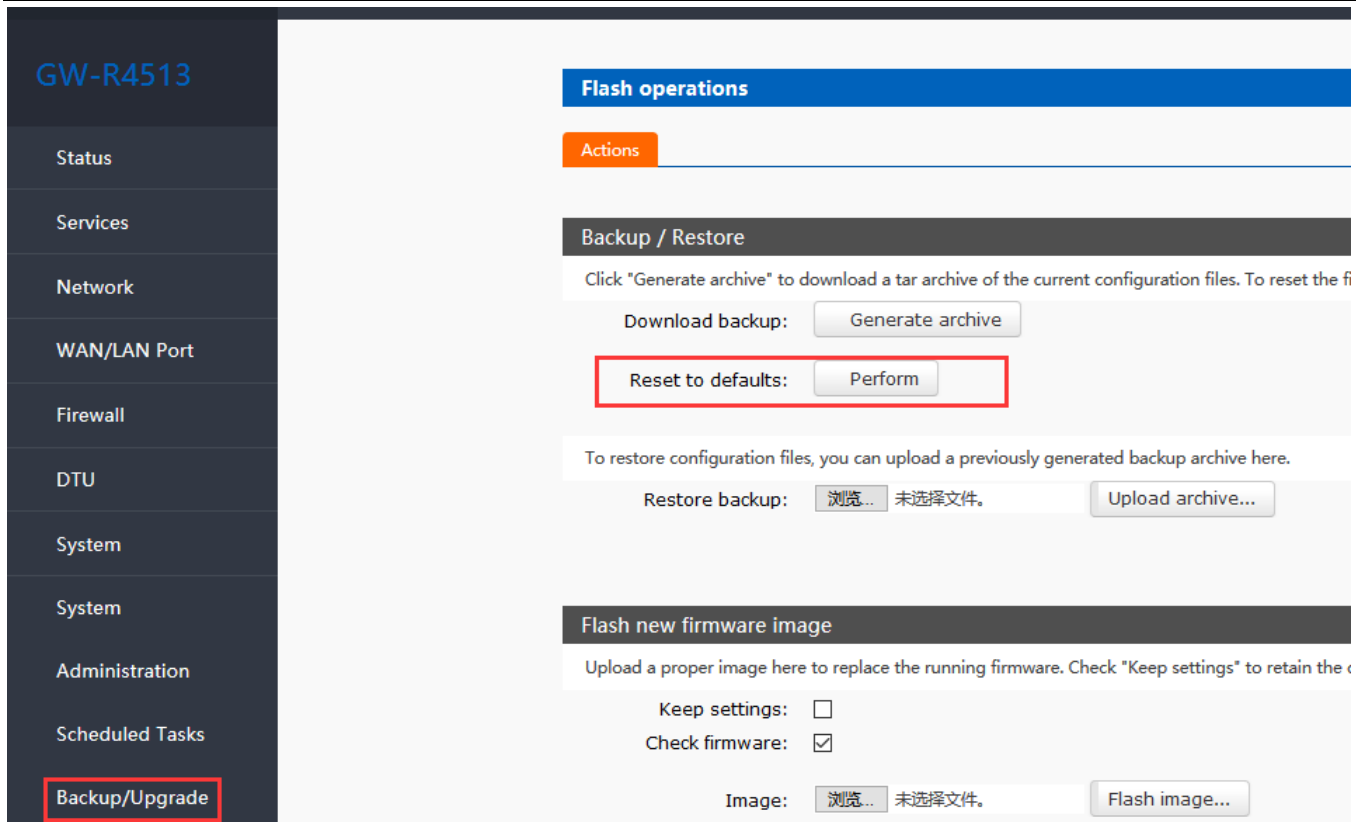 GW-R4513
Status
Services
Network
WAN/LAN Port
Firewall
DTU
System
System
Administration
Scheduled Tasks
Backup/Upgrade
Flash operations
Actions
Backup / Restore
Click "Generate archive" to download a tar archive of the current configuration files. To reset the
Download backup: Generate archive
Reset to defaults: Perform
To restore configuration files, you can upload a previously generated backup archive here.
Restore backup: 浏览... 未选择文件。 Upload archive...
Flash new firmware image
Upload a proper image here to replace the running firmware. Check "Keep settings" to retain the
Keep settings:
Check firmware:
Image: 浏览... 未选择文件。 Flash image...